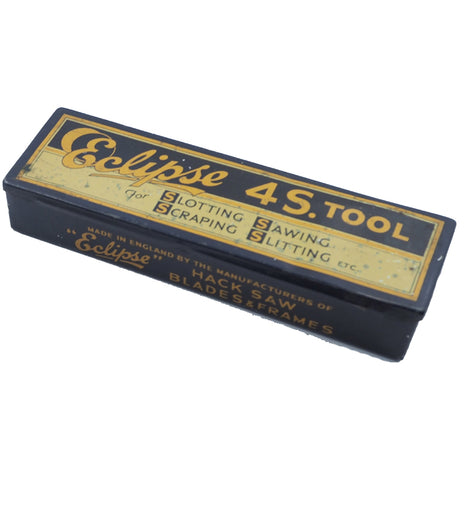 Eclipse 4 S. TOOL
For SLOTTING SAWING
SCRAPING SLITTING ETC.
MADE IN ENGLAND BY THE MANUFACTURERS OF
"Eclipse" HACK SAW
BLADES & FRAMES